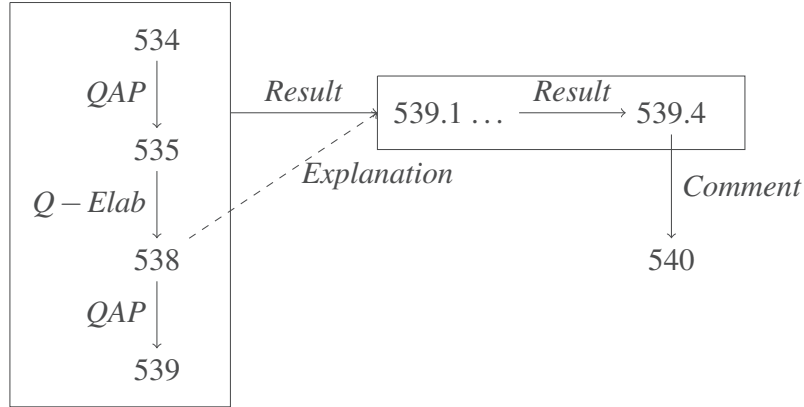 534
QAP
535
Q − Elab
538
QAP
539
Result
539.1 ...
Result
539.4
Explanation
Comment
540